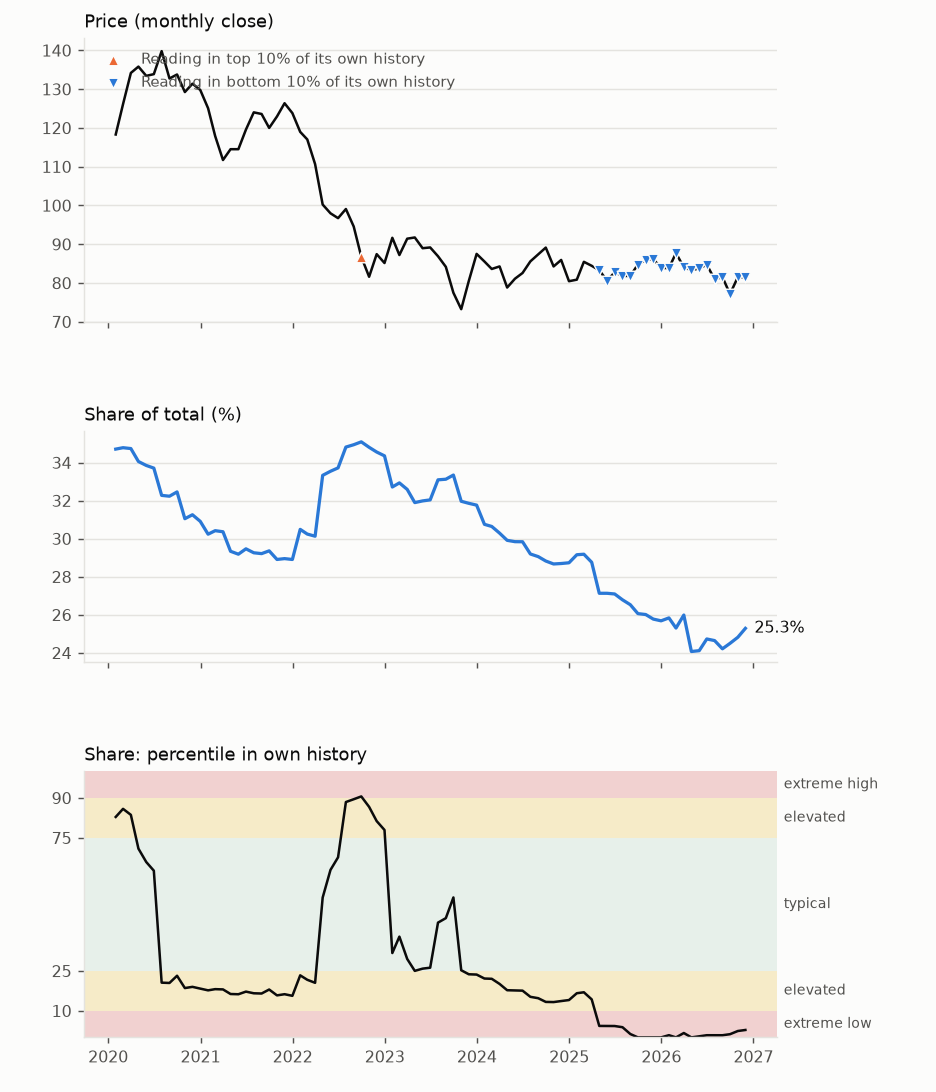 Price (monthly close)
140
Reading in top 10% of its own history
Reading in bottom 10% of its own history
130
120
110
100
90
80
70
Share of total (%)
34
32
30
28
26
24
25.3%
Share: percentile in own history
extreme high
90
elevated
75
typical
25
elevated
10
extreme low
2020 2021 2022 2023 2024 2025 2026 2027